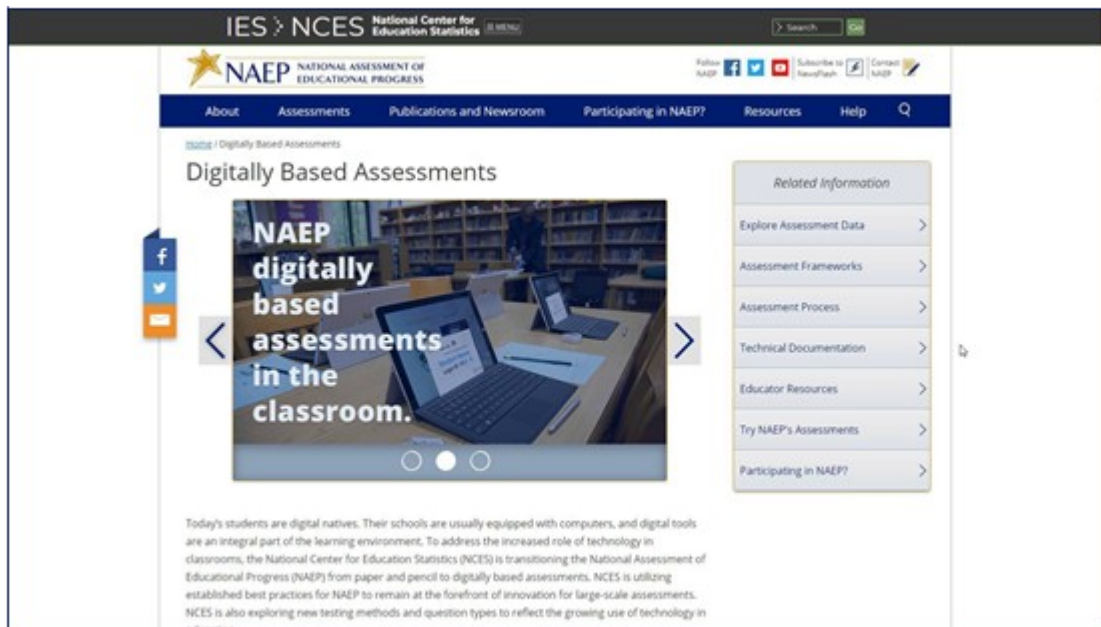 IES > NCES National Center for
Education Statistics
MENU
Search
Go
NAEP NATIONAL ASSESSMENT OF
EDUCATIONAL PROGRESS
Follow
NAEP
Subscribe to
NewsFlash
Contact
NAEP
About Assessments Publications and Newsroom Participating in NAEP? Resources Help
Home / Digitally Based Assessments
Digitally Based Assessments
NAEP
digitally
based
assessments
in the
classroom.
Related Information
Explore Assessment Data
Assessment Frameworks
Assessment Process
Technical Documentation
Educator Resources
Try NAEP's Assessments
Participating in NAEP?
Today's students are digital natives. Their schools are usually equipped with computers, and digital tools
are an integral part of the learning environment. To address the increased role of technology in
classrooms, the National Center for Education Statistics (NCES) is transitioning the National Assessment of
Educational Progress (NAEP) from paper and pencil to digitally based assessments. NCES is utilizing
established best practices for NAEP to remain at the forefront of innovation for large-scale assessments.
NCES is also exploring new testing methods and question types to reflect the growing use of technology in